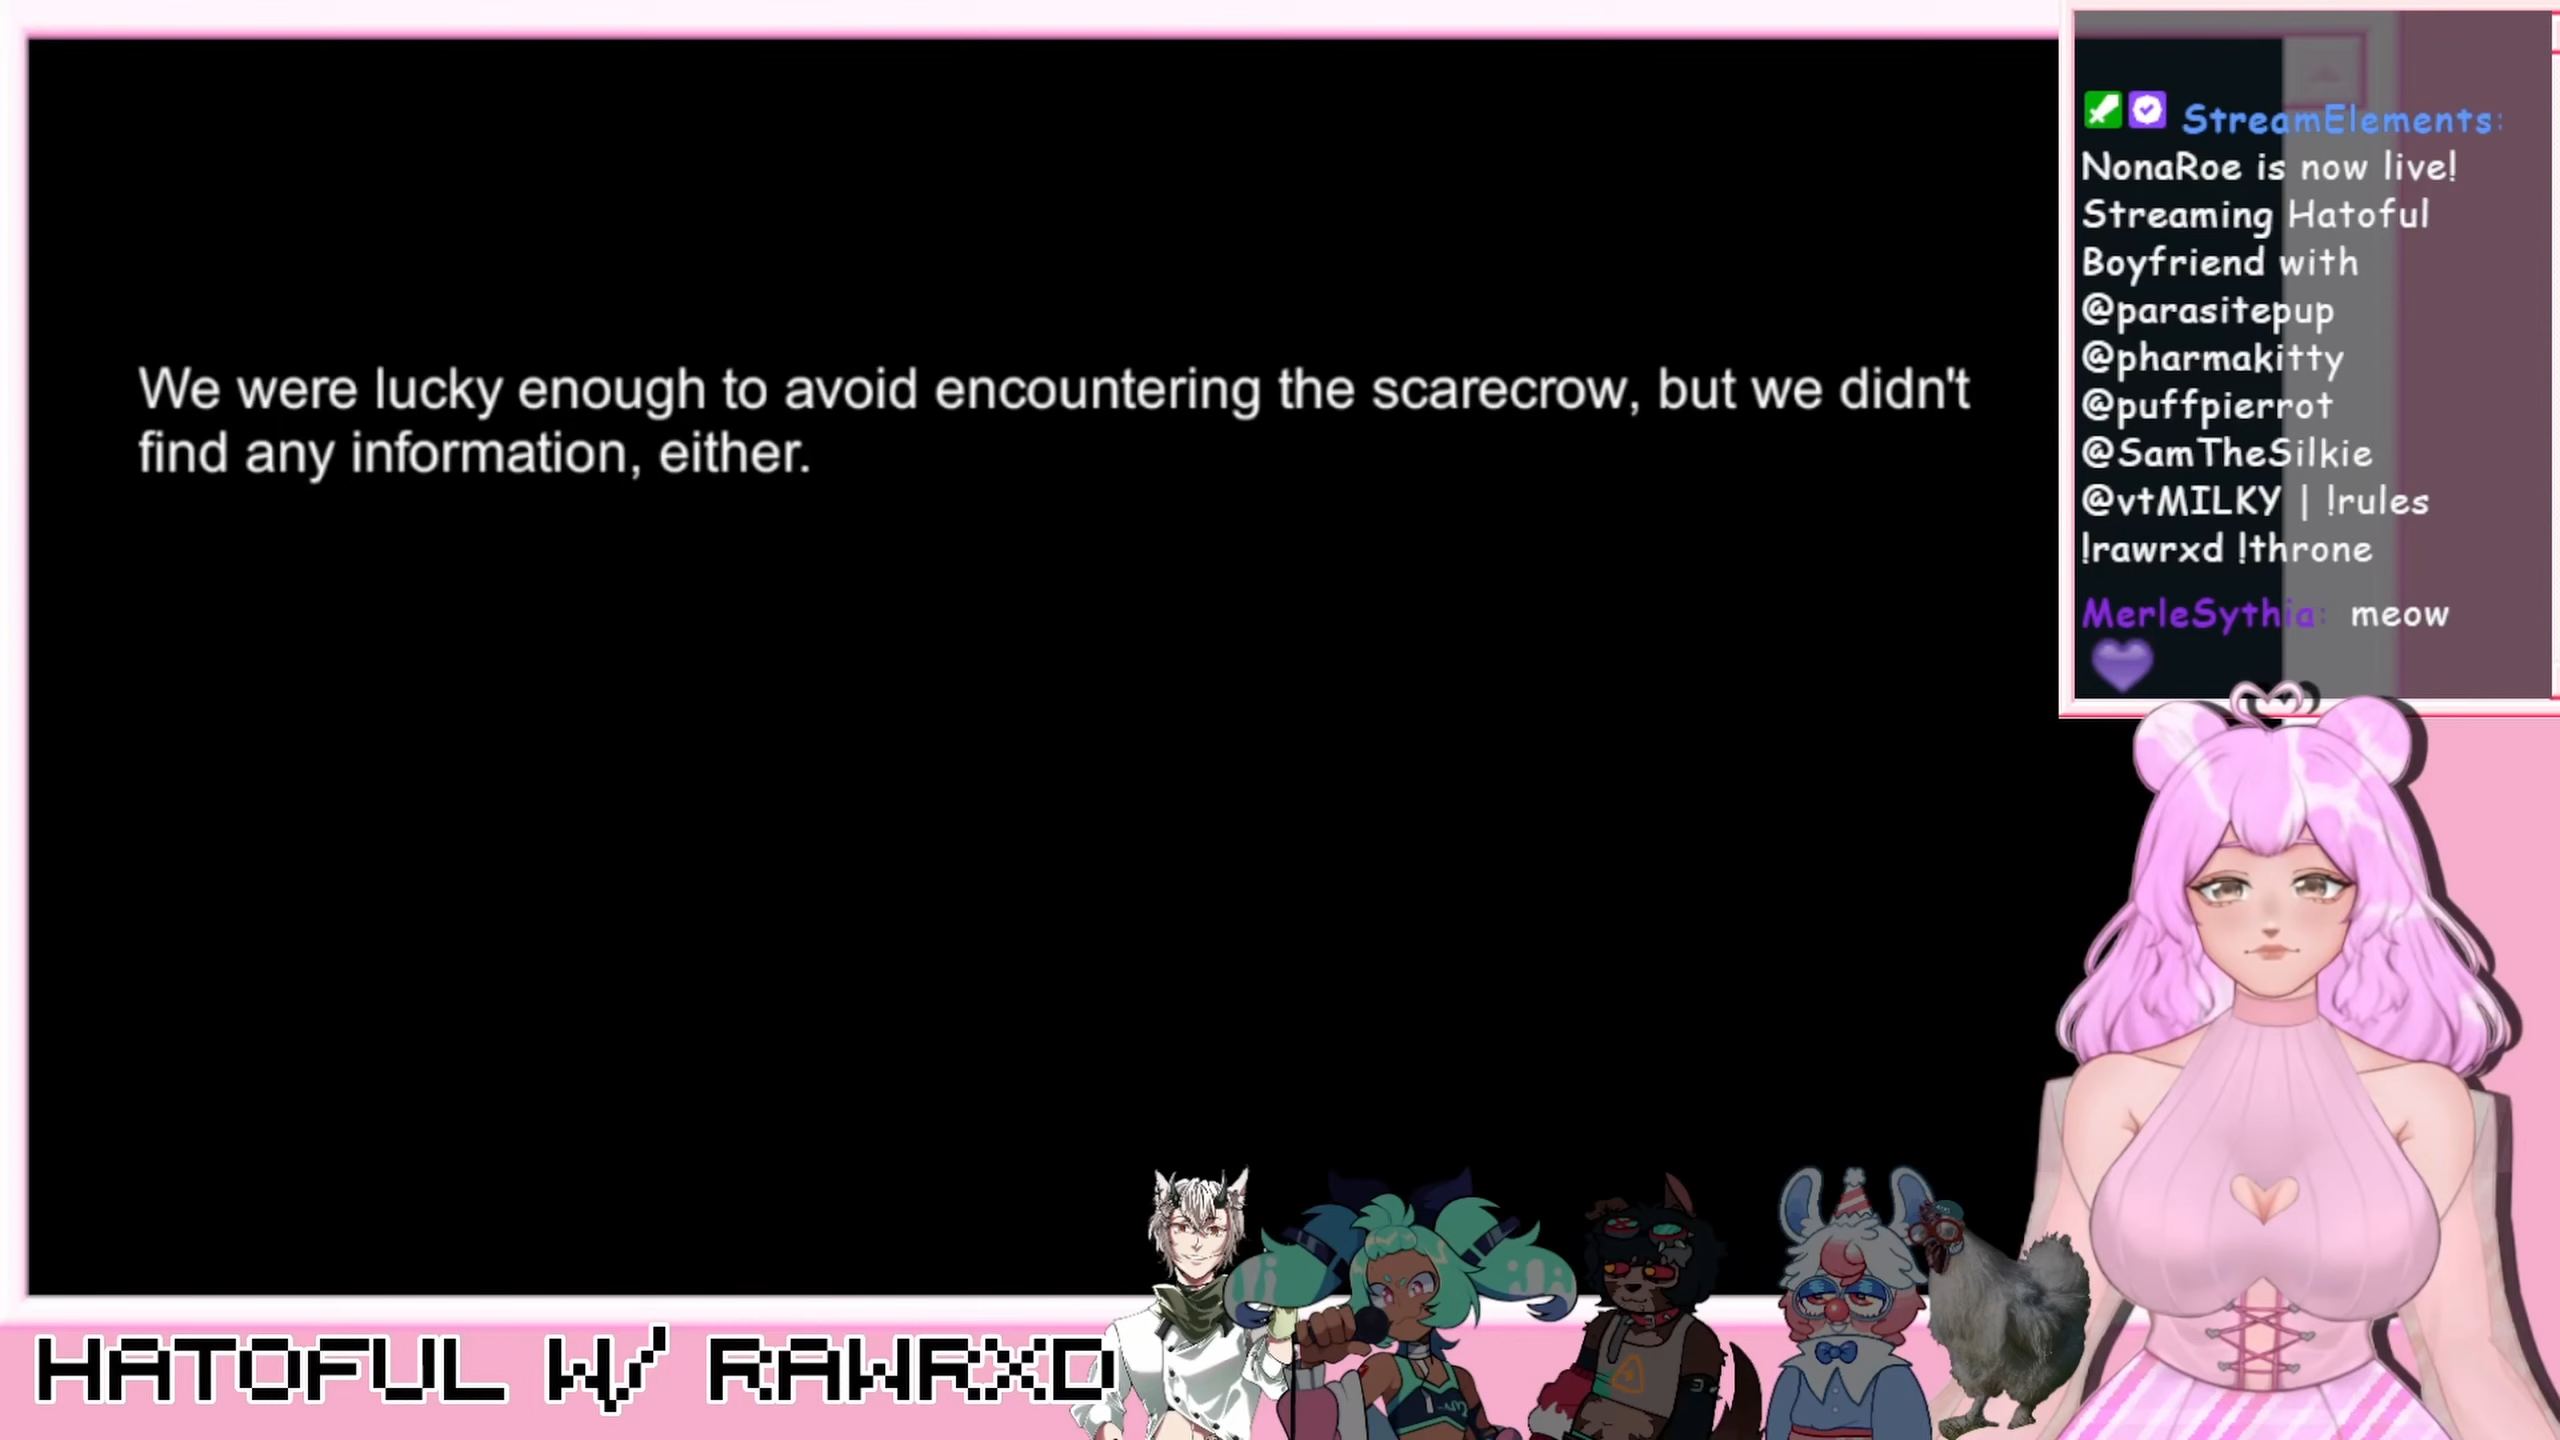 We were lucky enough to avoid encountering the scarecrow, but we didn't
find any information, either.
StreamElements:
NonaRoe is now live!
Streaming Hatoful
Boyfriend with
@parasitepup
@pharmakitty
@puffpierrot
@SamTheSilkie
@vtMILKY | !rules
!rawrxd !throne
MerleSythia: meow
HATOFUL W/ RAWRXD